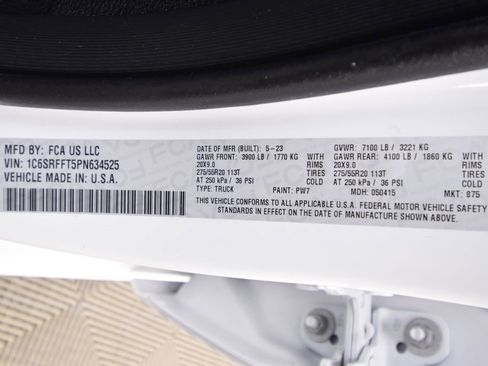 MFD BY: FCA US LLC
VIN: 1C6SRFFT5PN634525
VEHICLE MADE IN: U.S.A.
DATE OF MFR (BUILT): 5-23 GVWR: 7100 LB / 3221 KG
GAWR FRONT: 3900 LB / 1770 KG WITH GAWR REAR: 4100 LB / 1860 KG WITH
20X9.0 RIMS 20X9.0 RIMS
275/55R20 113T TIRES 275/55R20 113T TIRES
AT 250 kPa / 36 PSI COLD AT 250 kPa / 36 PSI COLD
TYPE: TRUCK PAINT: PW7 MDH: 050415 MKT: 875
THIS VEHICLE CONFORMS TO ALL APPLICABLE U.S.A. FEDERAL MOTOR VEHICLE SAFETY
STANDARDS IN EFFECT ON THE DATE OF MANUFACTURE SHOWN ABOVE.